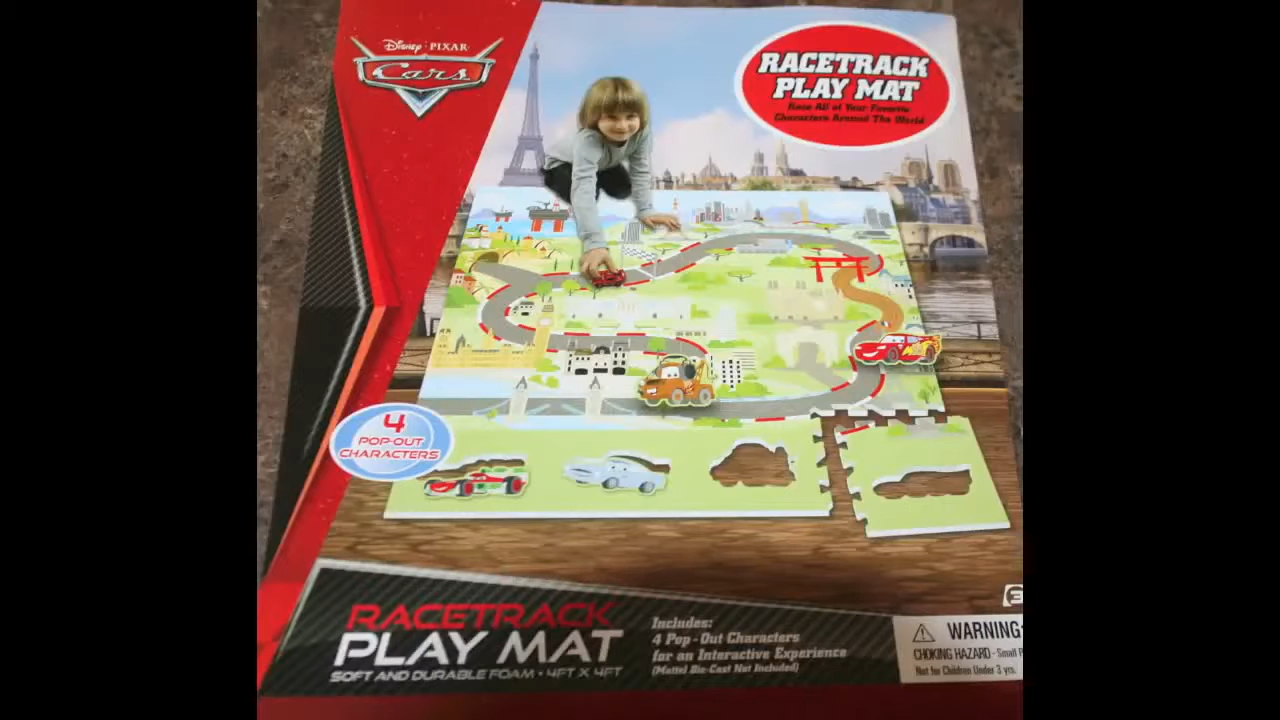 Disney · PIXAR
Cars
RACETRACK
PLAY MAT
Race All of Your Favorite
Characters Around The World
4
POP-OUT
CHARACTERS
RACETRACK
PLAY MAT
SOFT AND DURABLE FOAM • 4FT X 4FT
Includes:
4 Pop-Out Characters
for an Interactive Experience
(Mattel Die-Cast Not Included)
3
WARNING:
CHOKING HAZARD - Small P
Not for Children Under 3 yrs.